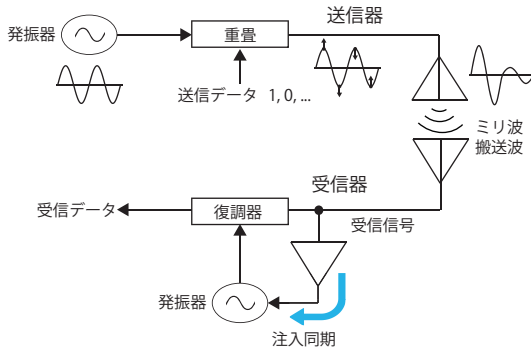 送信器
発振器
重畳
送信データ 1, 0, ...
ミリ波
搬送波
受信器
受信データ
復調器
受信信号
発振器
注入同期